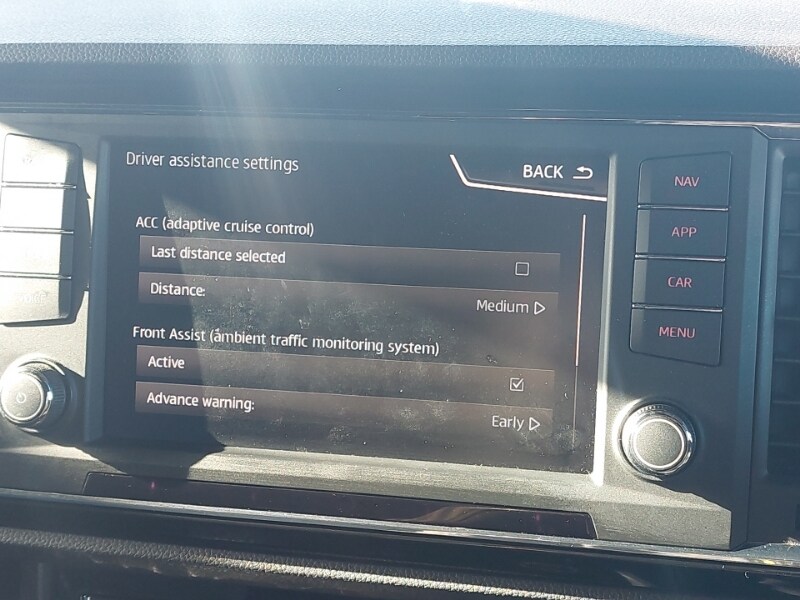 Driver assistance settings
BACK
ACC (adaptive cruise control)
Last distance selected
Distance:
Medium
Front Assist (ambient traffic monitoring system)
Active
Advance warning:
Early
NAV
APP
CAR
MENU